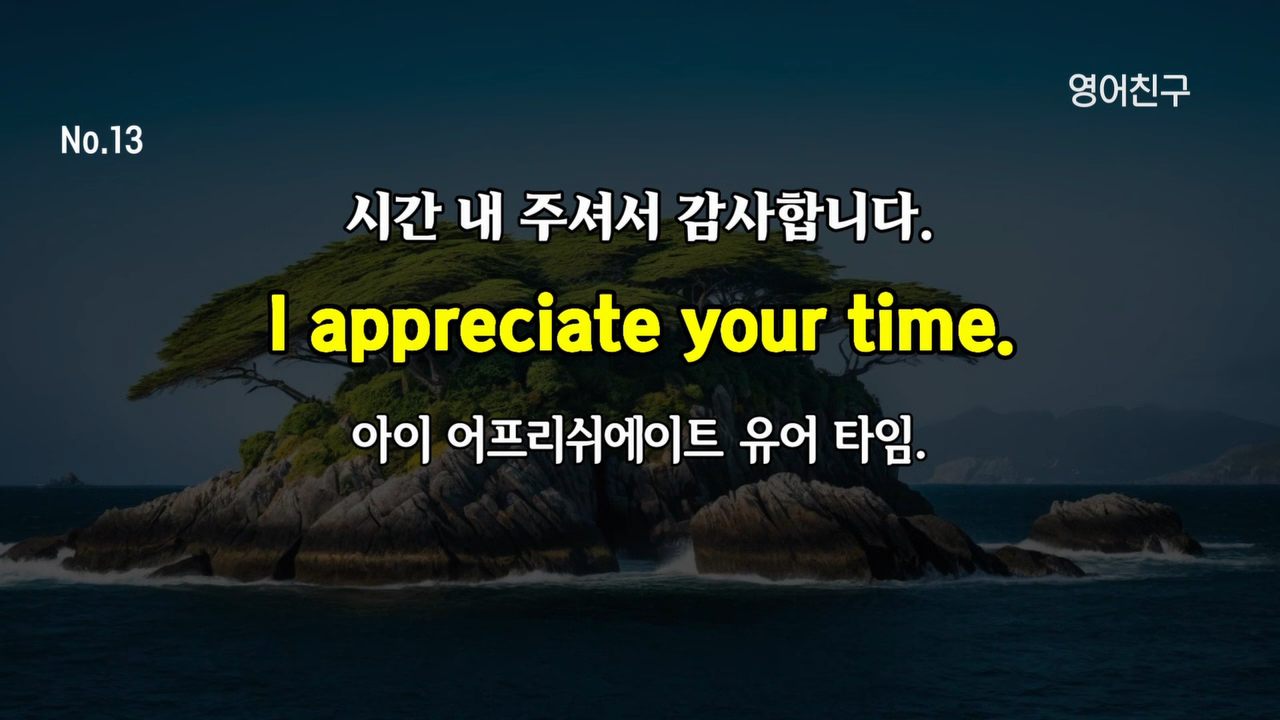 영어친구
No.13
시간 내 주셔서 감사합니다.
I appreciate your time.
아이 어프리쉬에이트 유어 타임.